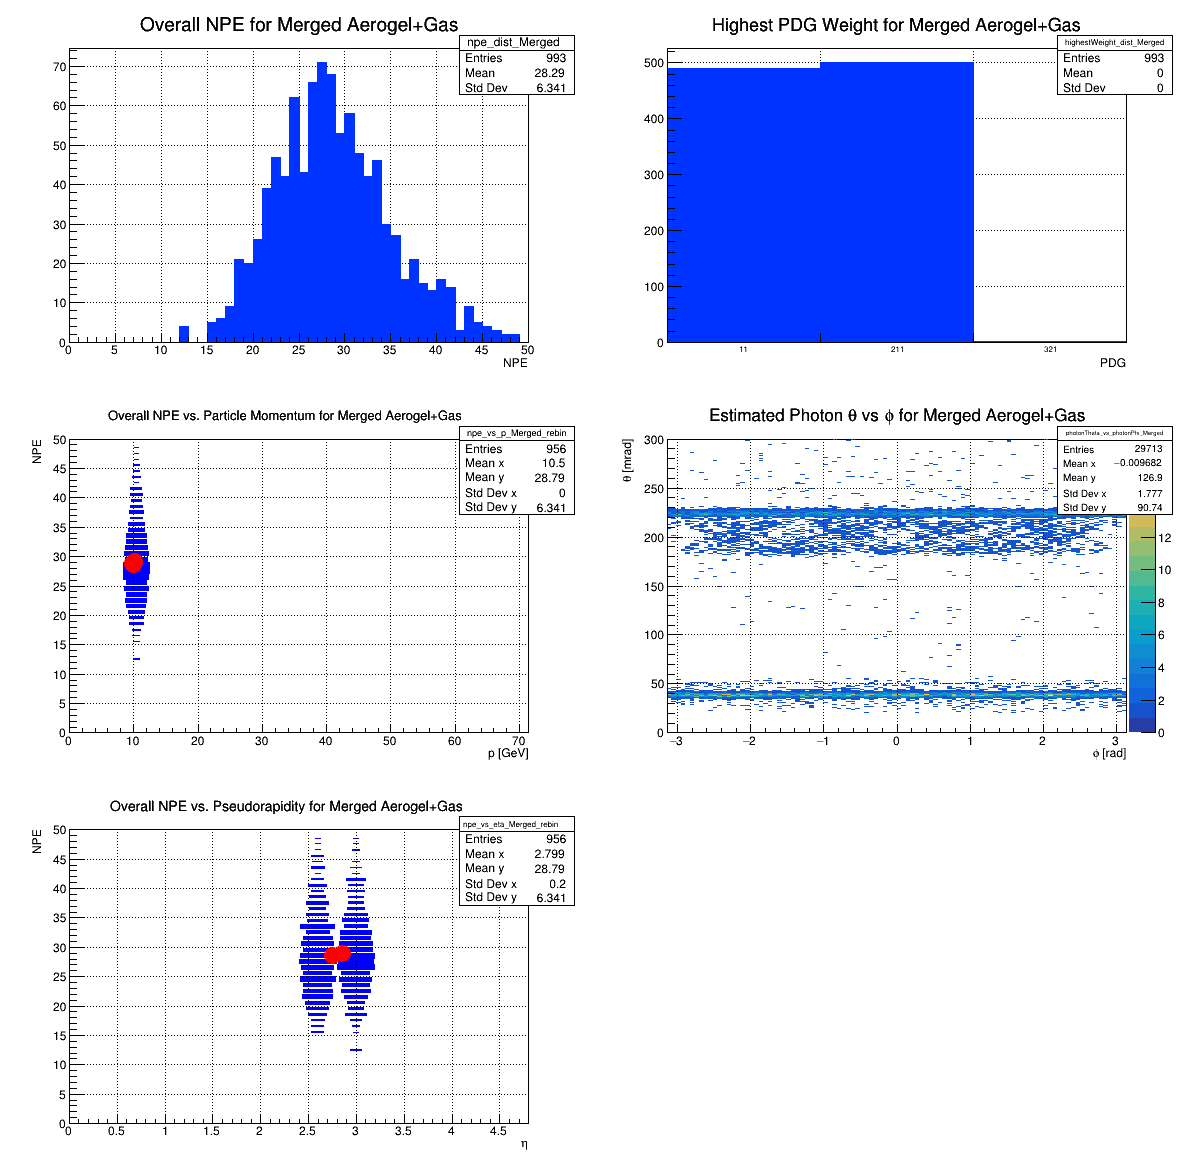 Overall NPE for Merged Aerogel+Gas
npe_dist_Merged
Entries 993
Mean 28.29
Std Dev 6.341
70
60
50
40
30
20
10
0
0 5 10 15 20 25 30 35 40 45 50
NPE
Highest PDG Weight for Merged Aerogel+Gas
highestWeight_dist_Merged
Entries 993
Mean 0
Std Dev 0
500
400
300
200
100
0
11 211 321
PDG
Overall NPE vs. Particle Momentum for Merged Aerogel+Gas
npe_vs_p_Merged_rebin
Entries 956
Mean x 10.5
Mean y 28.79
Std Dev x 0
Std Dev y 6.341
NPE
50
45
40
35
30
25
20
15
10
5
0
0 10 20 30 40 50 60 70
p [GeV]
Estimated Photon θ vs ϕ for Merged Aerogel+Gas
photonTheta_vs_photonPhi_Merged
Entries 29713
Mean x −0.009682
Mean y 126.9
Std Dev x 1.777
Std Dev y 90.74
θ [mrad]
300
250
200
150
100
50
0
−3 −2 −1 0 1 2 3
ϕ [rad]
12
10
8
6
4
2
0
Overall NPE vs. Pseudorapidity for Merged Aerogel+Gas
npe_vs_eta_Merged_rebin
Entries 956
Mean x 2.799
Mean y 28.79
Std Dev x 0.2
Std Dev y 6.341
NPE
50
45
40
35
30
25
20
15
10
5
0
0 0.5 1 1.5 2 2.5 3 3.5 4 4.5
η